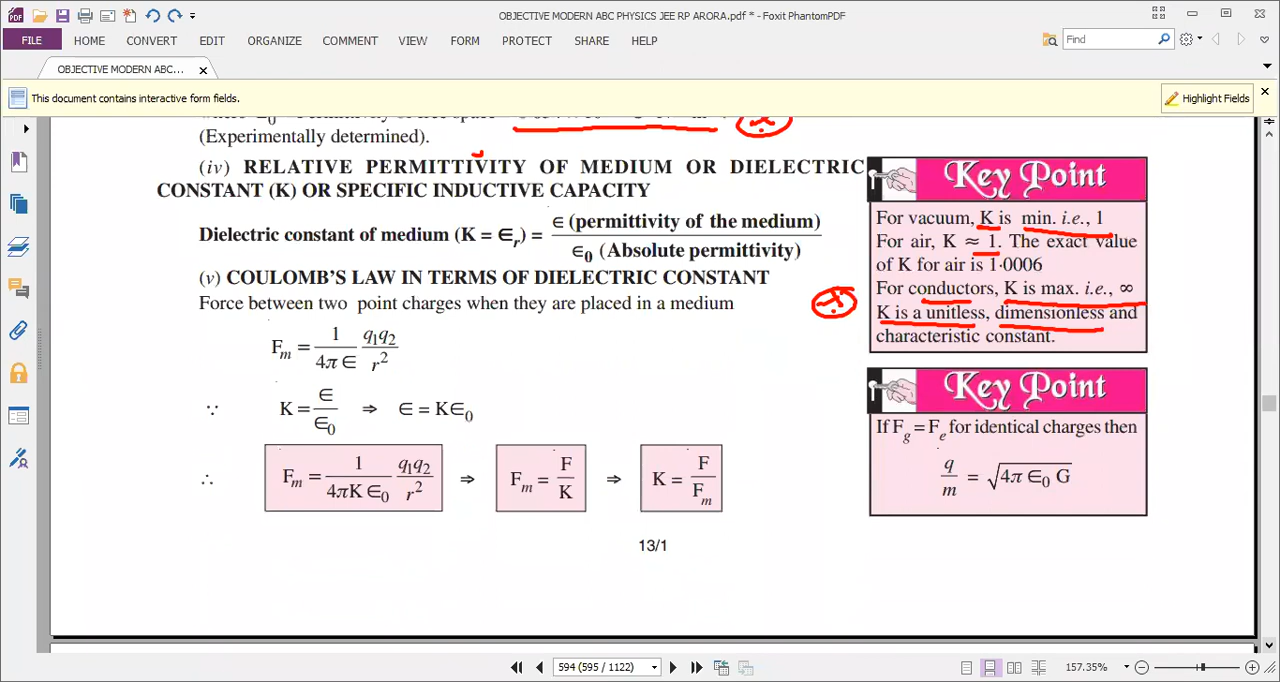 OBJECTIVE MODERN ABC PHYSICS JEE RP ARORA.pdf * - Foxit PhantomPDF
FILE HOME CONVERT EDIT ORGANIZE COMMENT VIEW FORM PROTECT SHARE HELP Find
OBJECTIVE MODERN ABC...
This document contains interactive form fields. Highlight Fields
(Experimentally determined).
(iv) RELATIVE PERMITTIVITY OF MEDIUM OR DIELECTRIC
CONSTANT (K) OR SPECIFIC INDUCTIVE CAPACITY
Dielectric constant of medium (K = ∈r) = ∈ (permittivity of the medium) / ∈0 (Absolute permittivity)
(v) COULOMB'S LAW IN TERMS OF DIELECTRIC CONSTANT
Force between two point charges when they are placed in a medium
Fm = 1/4π∈ q1q2/r²
∵ K = ∈/∈0 ⇒ ∈ = K∈0
∴ Fm = 1/4πK∈0 q1q2/r² ⇒ Fm = F/K ⇒ K = F/Fm
13/1
Key Point
For vacuum, K is min. i.e., 1
For air, K ≈ 1. The exact value
of K for air is 1·0006
For conductors, K is max. i.e., ∞
K is a unitless, dimensionless and
characteristic constant.
Key Point
If Fg = Fe for identical charges then
q/m = √4π∈0 G
594 (595 / 1122) 157.35%